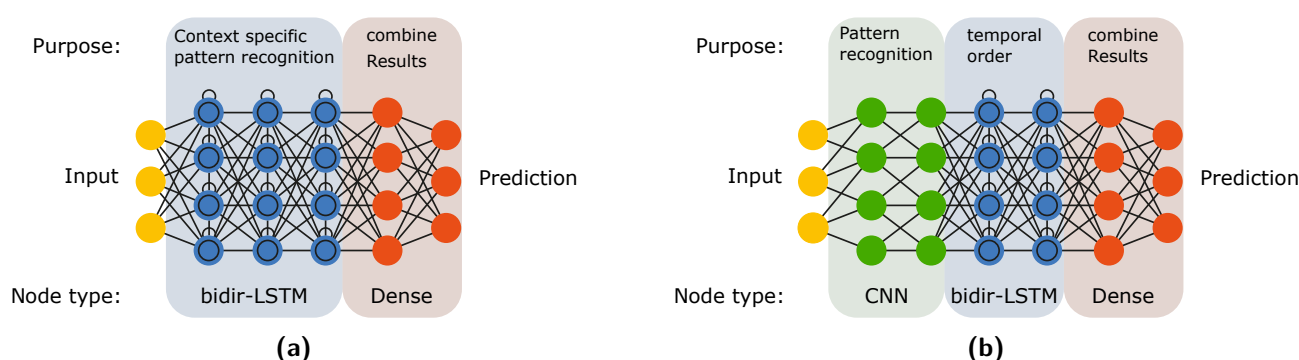 Purpose:
Context specific
pattern recognition
combine
Results
Input
Prediction
Node type:
bidir-LSTM
Dense
(a)
Purpose:
Pattern
recognition
temporal
order
combine
Results
Input
Prediction
Node type:
CNN
bidir-LSTM
Dense
(b)